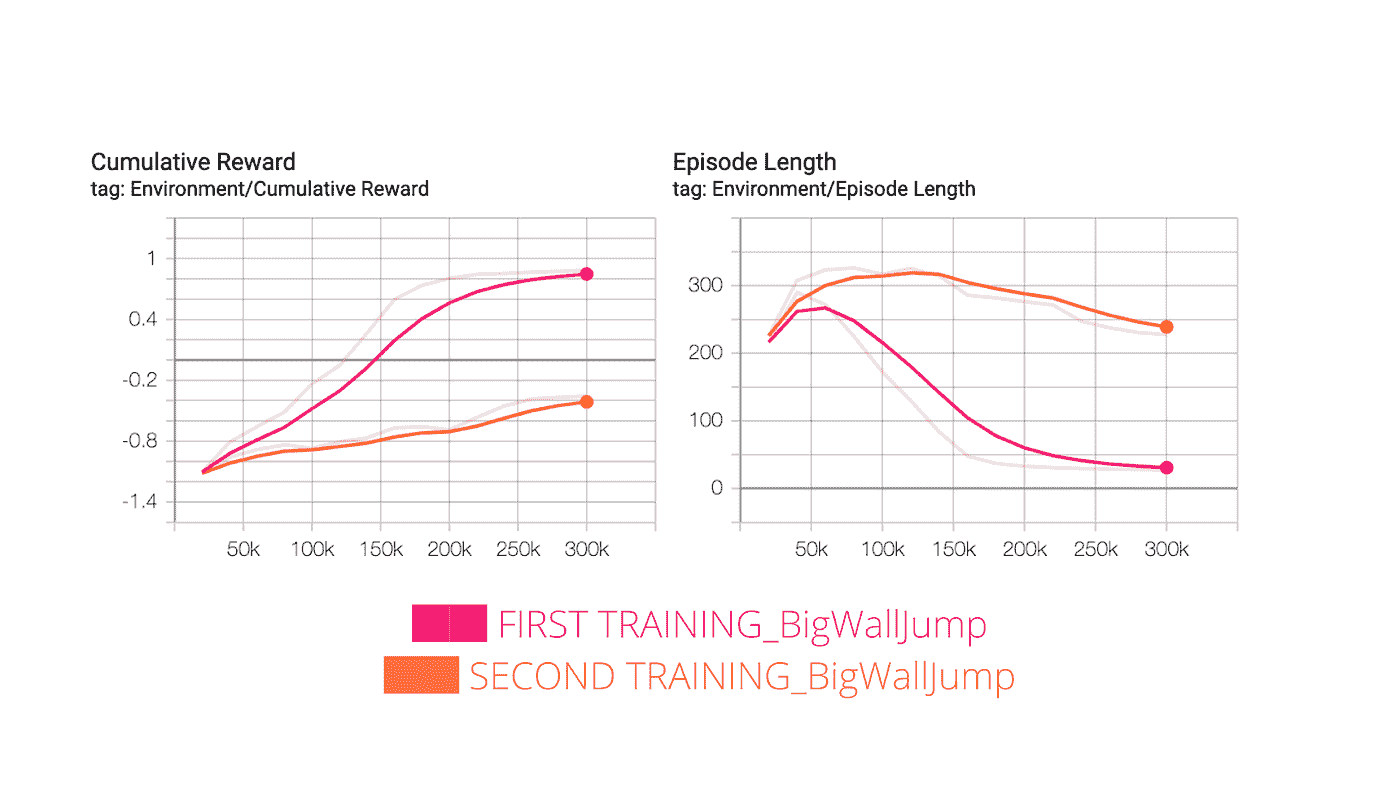 Cumulative Reward
tag: Environment/Cumulative Reward
1
0.4
-0.2
-0.8
-1.4
50k 100k 150k 200k 250k 300k
Episode Length
tag: Environment/Episode Length
300
200
100
0
50k 100k 150k 200k 250k 300k
FIRST TRAINING_BigWallJump
SECOND TRAINING_BigWallJump